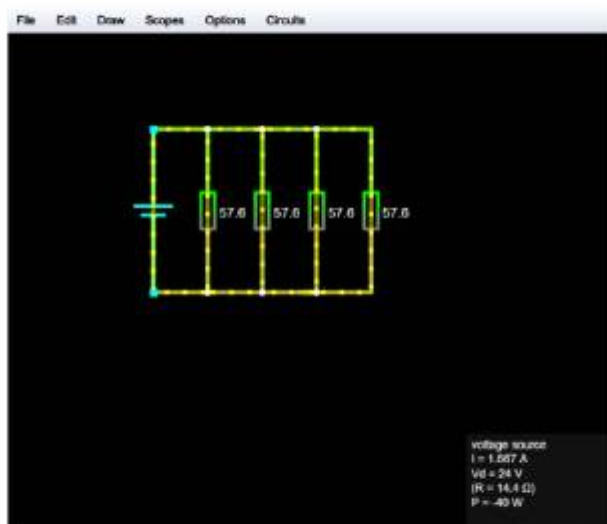 File Edit Draw Scopes Options Circuits
57.6 57.6 57.6 57.6
voltage source
I = 1.667 A
Vd = 24 V
(R = 14.4 Ω)
P = -40 W